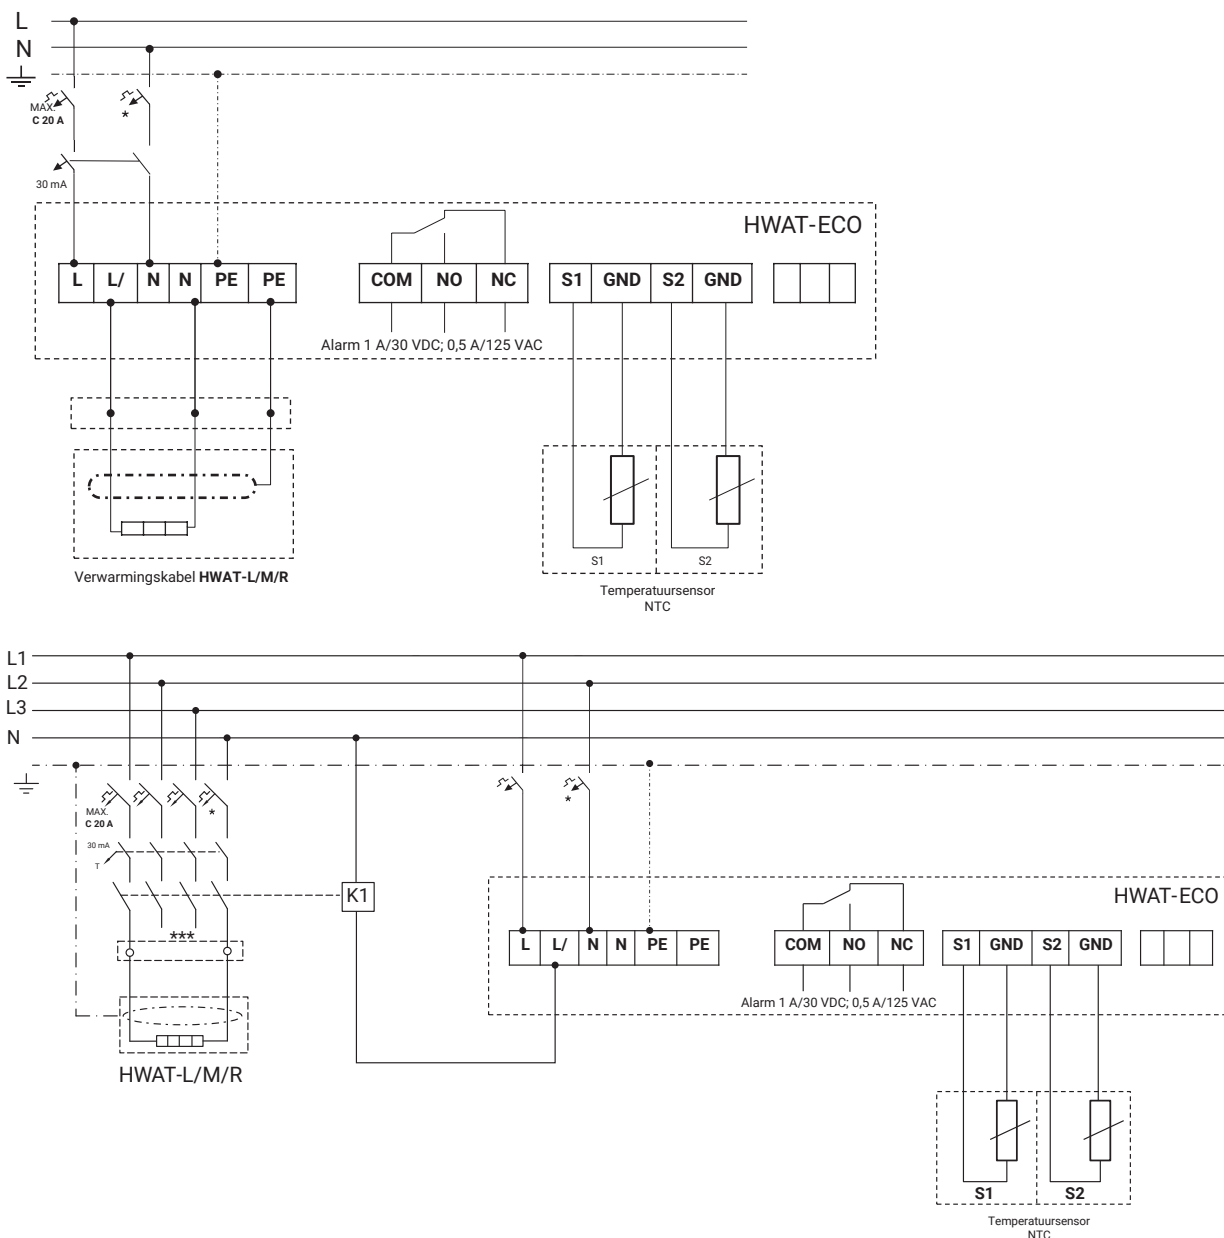 L
N
MAX.
C 20 A
*
30 mA
HWAT-ECO
L L/ N N PE PE COM NO NC S1 GND S2 GND
Alarm 1 A/30 VDC; 0,5 A/125 VAC
S1 S2
Verwarmingskabel HWAT-L/M/R
Temperatuursensor
NTC
L1
L2
L3
N
MAX.
C 20 A
*
*
30 mA
T
K1
HWAT-ECO
***
L L/ N N PE PE COM NO NC S1 GND S2 GND
Alarm 1 A/30 VDC; 0,5 A/125 VAC
HWAT-L/M/R
S1 S2
Temperatuursensor
NTC